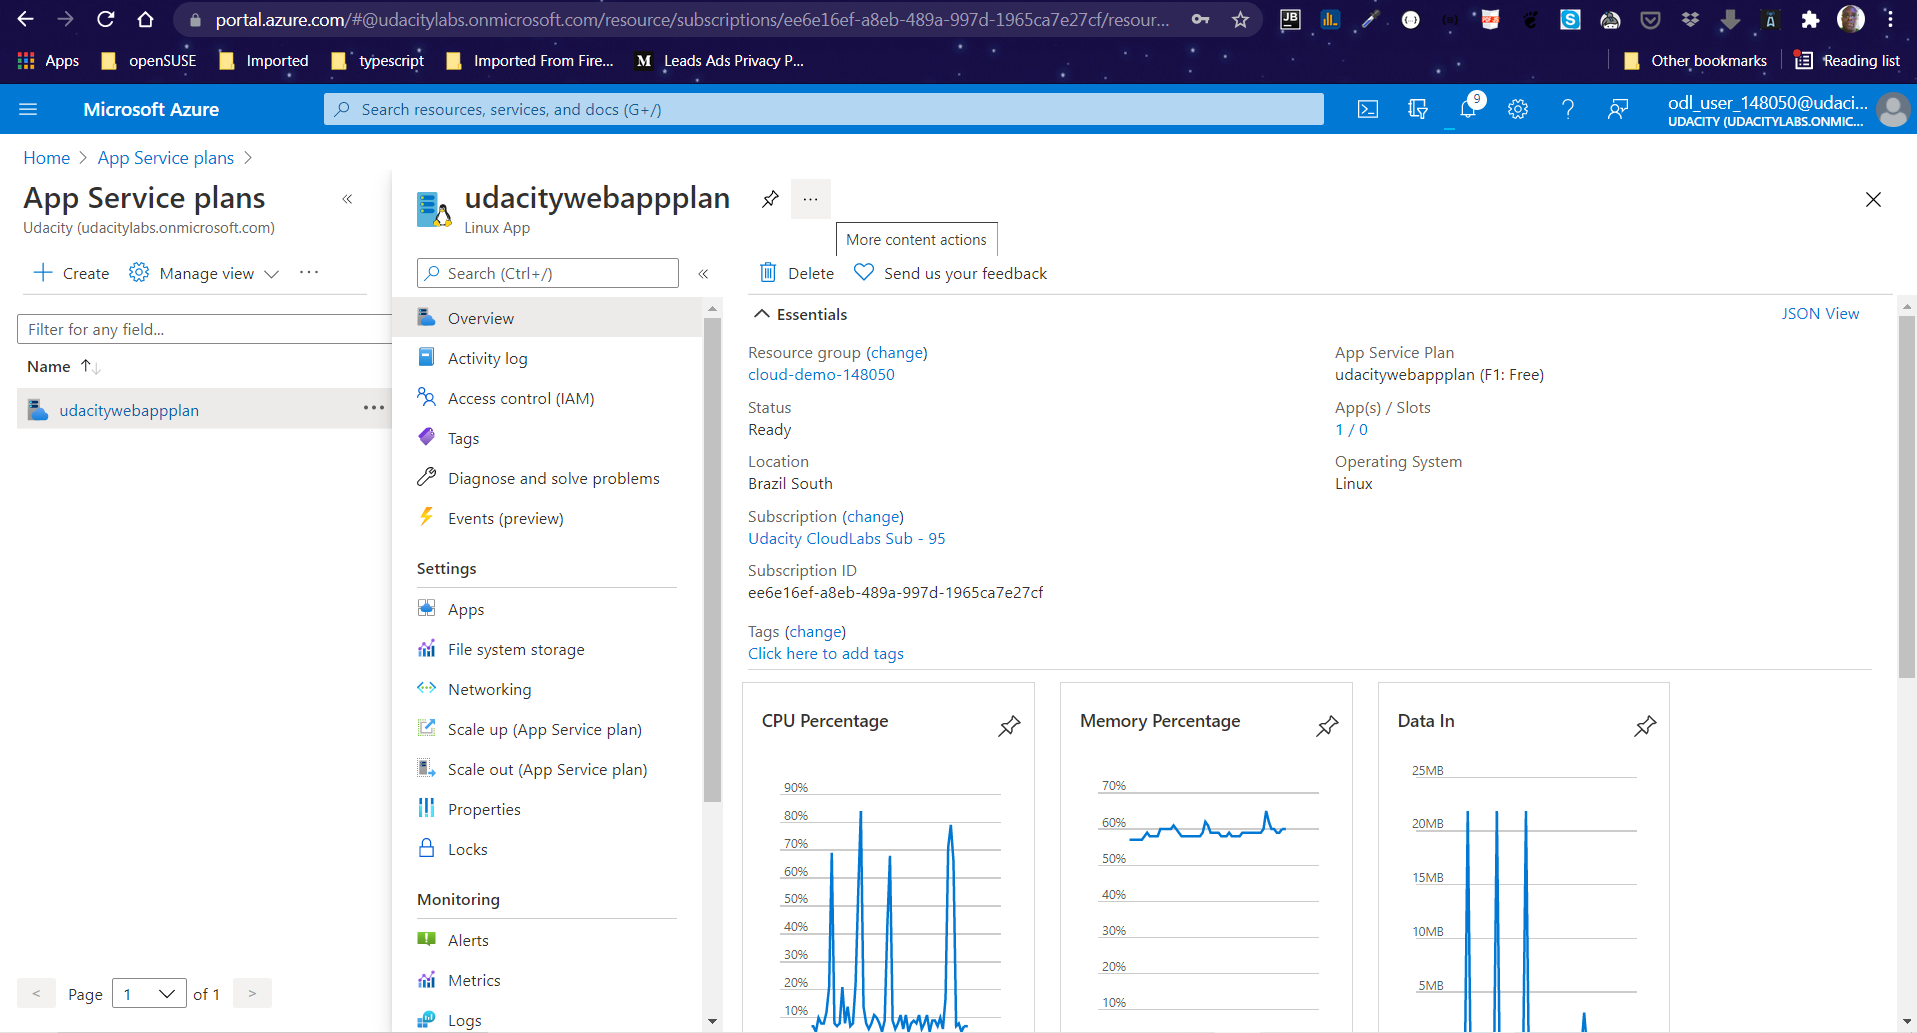 portal.azure.com/#@udacitylabs.onmicrosoft.com/resource/subscriptions/ee6e16ef-a8eb-489a-997d-1965ca7e27cf/resour...
Apps openSUSE Imported typescript Imported From Fire... M Leads Ads Privacy P... Other bookmarks Reading list
Microsoft Azure
Search resources, services, and docs (G+/)
9
odl_user_148050@udaci...
UDACITY (UDACITYLABS.ONMIC...
Home > App Service plans >
App Service plans «
Udacity (udacitylabs.onmicrosoft.com)
+ Create Manage view ...
Filter for any field...
Name ↑↓
udacitywebappplan ...
< Page 1 of 1 >
udacitywebappplan ...
Linux App
More content actions
Search (Ctrl+/) «
Delete Send us your feedback
Overview
Activity log
Access control (IAM)
Tags
Diagnose and solve problems
Events (preview)
Settings
Apps
File system storage
Networking
Scale up (App Service plan)
Scale out (App Service plan)
Properties
Locks
Monitoring
Alerts
Metrics
Logs
Essentials
JSON View
Resource group (change)
cloud-demo-148050
Status
Ready
Location
Brazil South
Subscription (change)
Udacity CloudLabs Sub - 95
Subscription ID
ee6e16ef-a8eb-489a-997d-1965ca7e27cf
Tags (change)
Click here to add tags
App Service Plan
udacitywebappplan (F1: Free)
App(s) / Slots
1 / 0
Operating System
Linux
CPU Percentage
90%
80%
70%
60%
50%
40%
30%
20%
10%
Memory Percentage
70%
60%
50%
40%
30%
20%
10%
Data In
25MB
20MB
15MB
10MB
5MB